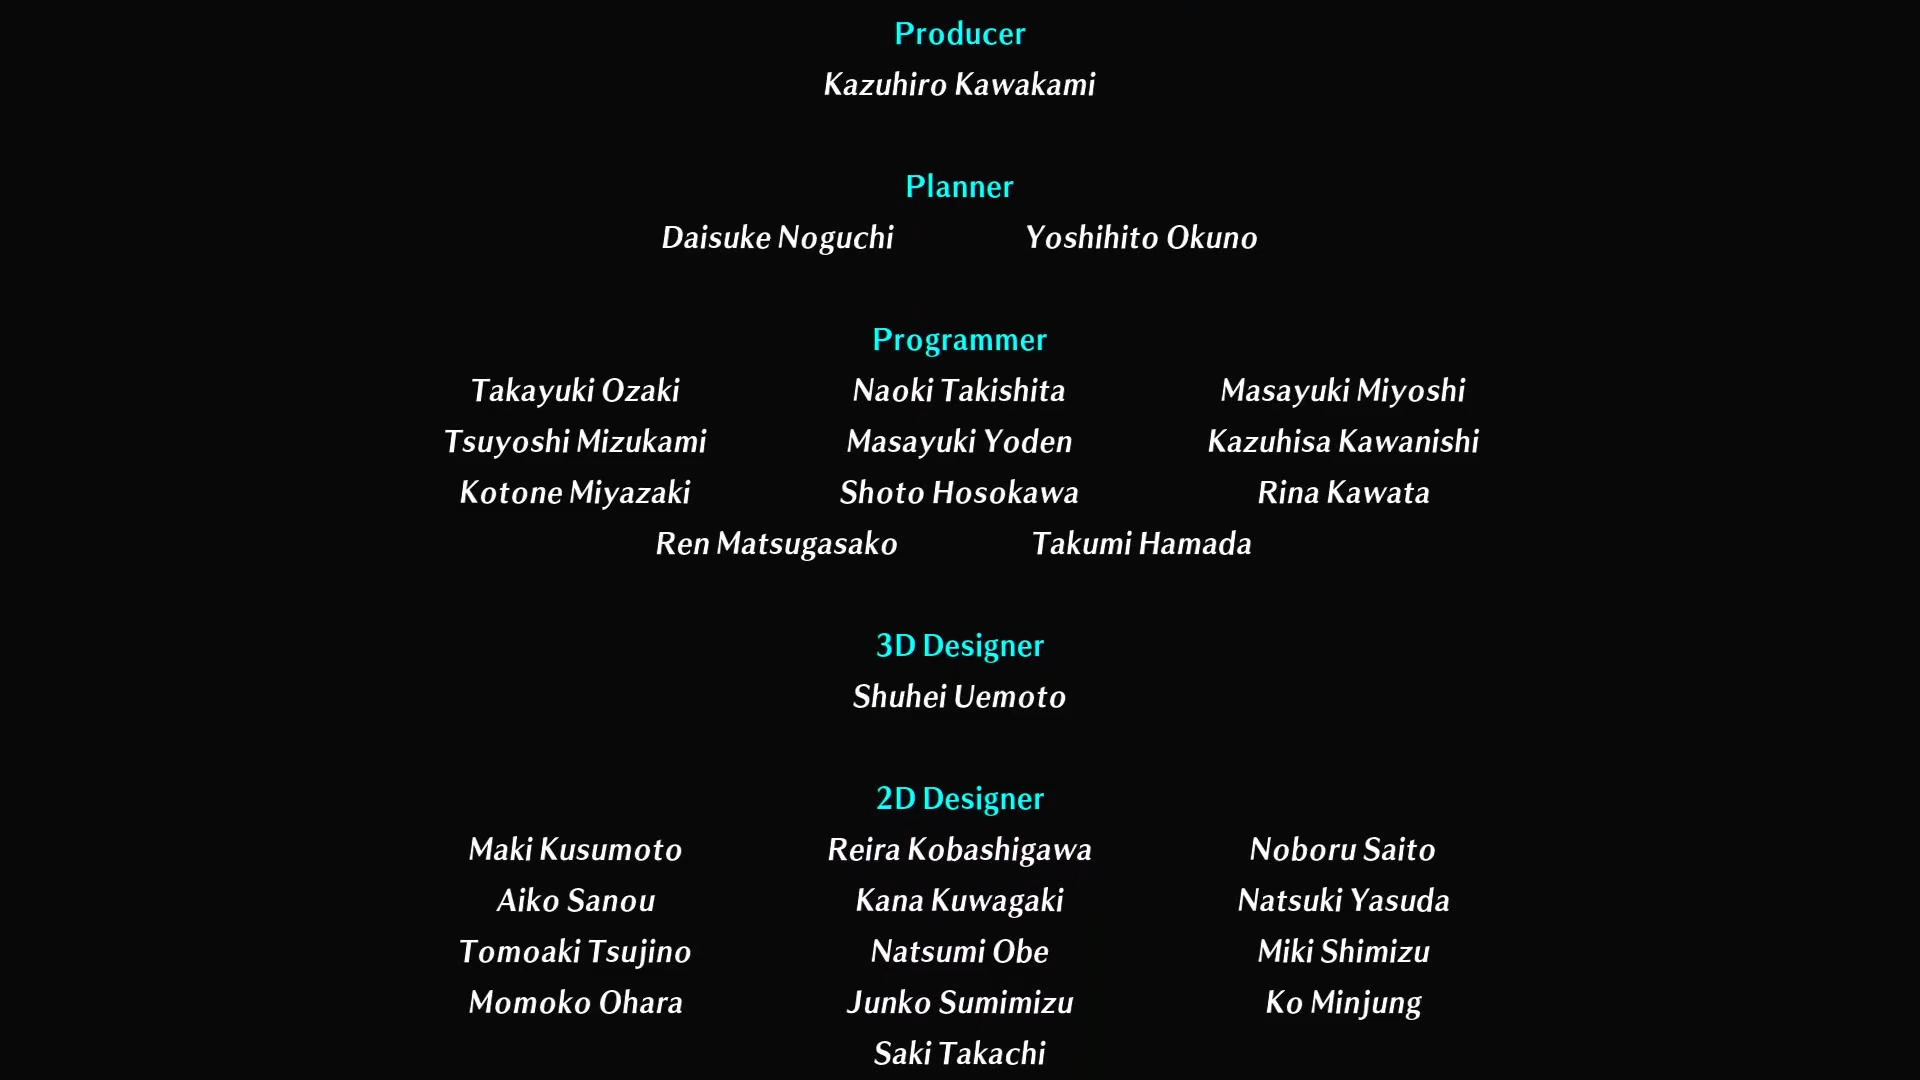 Producer
Kazuhiro Kawakami
Planner
Daisuke Noguchi Yoshihito Okuno
Programmer
Takayuki Ozaki Naoki Takishita Masayuki Miyoshi
Tsuyoshi Mizukami Masayuki Yoden Kazuhisa Kawanishi
Kotone Miyazaki Shoto Hosokawa Rina Kawata
Ren Matsugasako Takumi Hamada
3D Designer
Shuhei Uemoto
2D Designer
Maki Kusumoto Reira Kobashigawa Noboru Saito
Aiko Sanou Kana Kuwagaki Natsuki Yasuda
Tomoaki Tsujino Natsumi Obe Miki Shimizu
Momoko Ohara Junko Sumimizu Ko Minjung
Saki Takachi